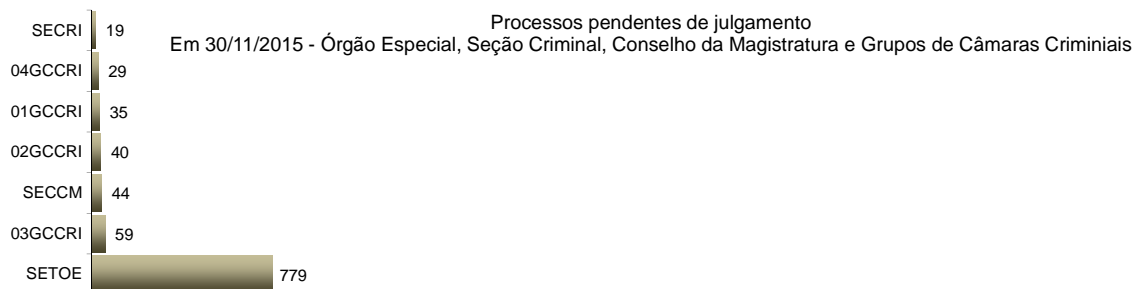 Processos pendentes de julgamento
Em 30/11/2015 - Órgão Especial, Seção Criminal, Conselho da Magistratura e Grupos de Câmaras Criminiais
SECRI 19
04GCCRI 29
01GCCRI 35
02GCCRI 40
SECCM 44
03GCCRI 59
SETOE 779